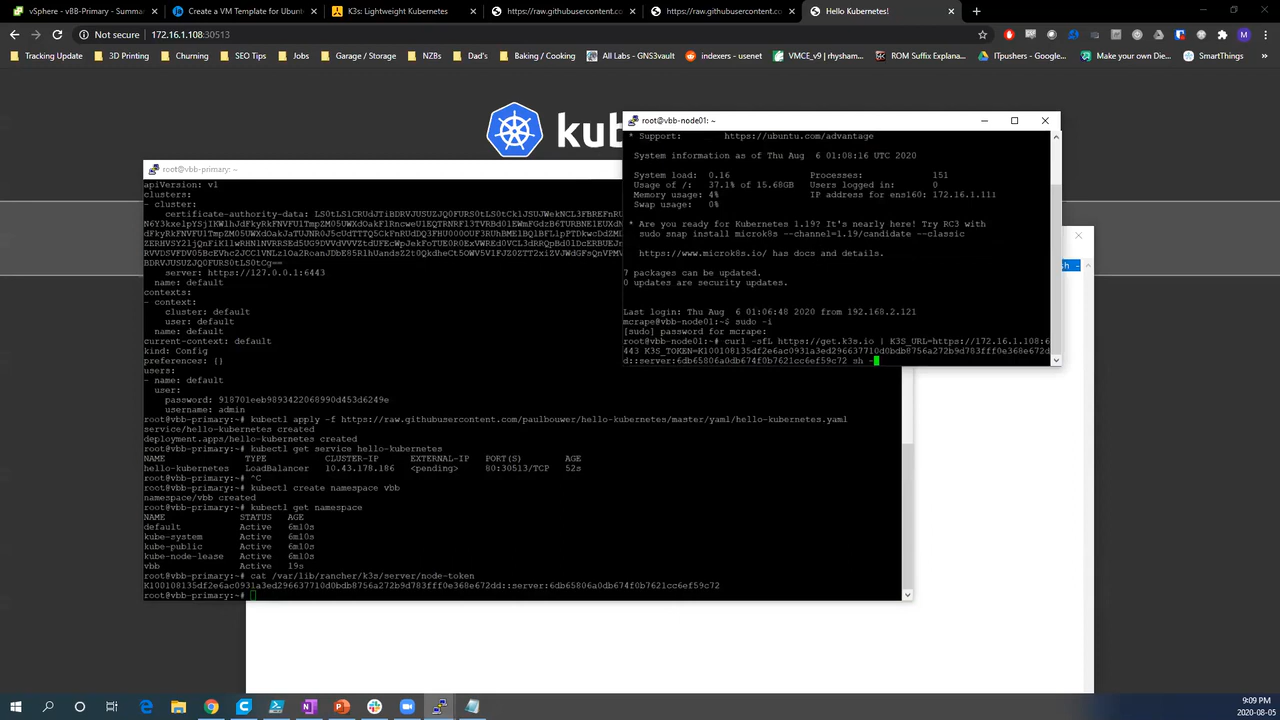 vSphere - vBB-Primary - Summar
Create a VM Template for Ubuntu
K3s: Lightweight Kubernetes
https://raw.githubusercontent.co
https://raw.githubusercontent.co
Hello Kubernetes!
Not secure
172.16.1.108:30513
Tracking Update
3D Printing
Churning
SEO Tips
Jobs
Garage / Storage
NZBs
Dad's
Baking / Cooking
All Labs - GNS3vault
indexers - usenet
VMCE_v9 | rhysham...
ROM Suffix Explana...
ITpushers - Google...
Make your own Die...
SmartThings
kub
root@vbb-node01: ~
* Support: https://ubuntu.com/advantage
System information as of Thu Aug 6 01:08:16 UTC 2020
System load: 0.16 Processes: 151
Usage of /: 37.1% of 15.68GB Users logged in: 0
Memory usage: 4% IP address for ens160: 172.16.1.111
Swap usage: 0%
* Are you ready for Kubernetes 1.19? It's nearly here! Try RC3 with
sudo snap install microk8s --channel=1.19/candidate --classic
https://www.microk8s.io/ has docs and details.
7 packages can be updated.
0 updates are security updates.
Last login: Thu Aug 6 01:06:48 2020 from 192.168.2.121
mcrape@vbb-node01:~$ sudo -i
[sudo] password for mcrape:
root@vbb-node01:~# curl -sfL https://get.k3s.io | K3S_URL=https://172.16.1.108:6
443 K3S_TOKEN=K100108135df2e6ac0931a3ed296637710d0bdb8756a272b9d783fff0e368e672d
d::server:6db65806a0db674f0b7621cc6ef59c72 sh -
root@vbb-primary: ~
apiVersion: v1
clusters:
- cluster:
certificate-authority-data:
server: https://127.0.0.1:6443
name: default
contexts:
- context:
cluster: default
user: default
name: default
current-context: default
kind: Config
preferences: {}
users:
- name: default
user:
password: 918701eeb9893422068990d453d6249e
username: admin
root@vbb-primary:~# kubectl apply -f https://raw.githubusercontent.com/paulbouwer/hello-kubernetes/master/yaml/hello-kubernetes.yaml
service/hello-kubernetes created
deployment.apps/hello-kubernetes created
root@vbb-primary:~# kubectl get service hello-kubernetes
NAME TYPE CLUSTER-IP EXTERNAL-IP PORT(S) AGE
hello-kubernetes LoadBalancer 10.43.178.186 <pending> 80:30513/TCP 52s
root@vbb-primary:~# ^C
root@vbb-primary:~# kubectl create namespace vbb
namespace/vbb created
root@vbb-primary:~# kubectl get namespace
NAME STATUS AGE
default Active 6m10s
kube-system Active 6m10s
kube-public Active 6m10s
kube-node-lease Active 6m10s
vbb Active 19s
root@vbb-primary:~# cat /var/lib/rancher/k3s/server/node-token
K100108135df2e6ac0931a3ed296637710d0bdb8756a272b9d783fff0e368e672dd::server:6db65806a0db674f0b7621cc6ef59c72
root@vbb-primary:~#
sh -
9:09 PM
2020-08-05